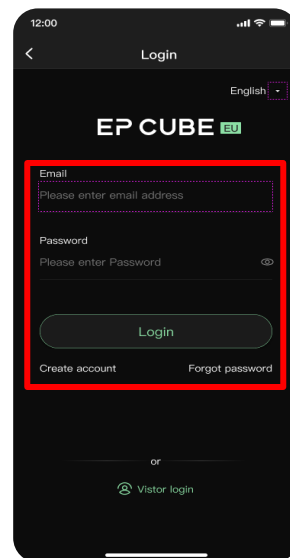 12:00
Login
English
EP CUBE EU
Email
Please enter email address
Password
Please enter Password
Login
Create account Forgot password
or
Vistor login